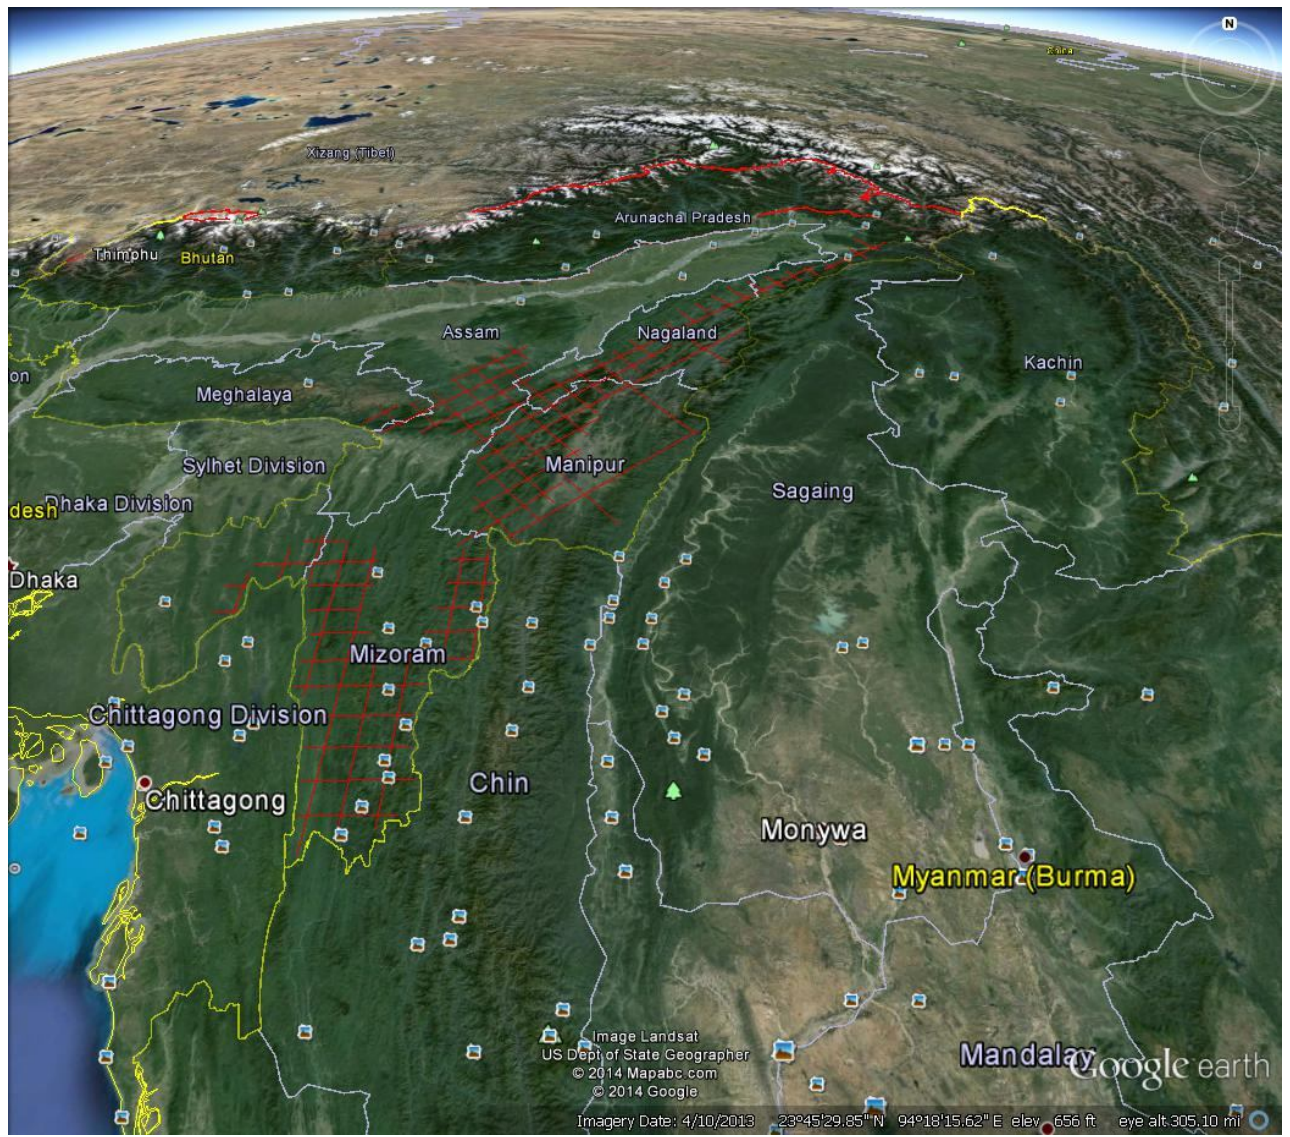 N
China
Xizang (Tibet)
Arunachal Pradesh
Thimphu
Bhutan
Assam
Nagaland
Kachin
on
Meghalaya
Sylhet Division
Manipur
Sagaing
desh
Dhaka Division
Dhaka
Mizoram
Chittagong Division
Chin
Chittagong
Monywa
Myanmar (Burma)
Image Landsat
US Dept of State Geographer
© 2014 Mapabc.com
© 2014 Google
Mandalay
Google earth
Imagery Date: 4/10/2013 23°45'29.85" N 94°18'15.62" E elev 656 ft eye alt 305.10 mi